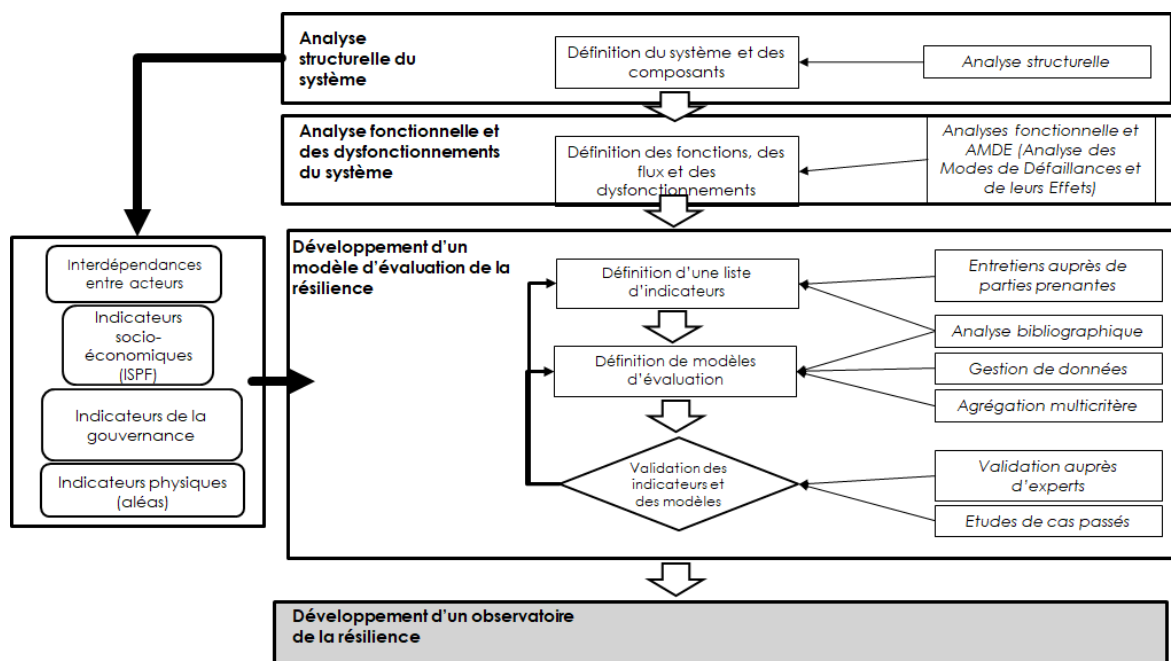 Analyse
structurelle du
système
Définition du système et des
composants
Analyse structurelle
Analyse fonctionnelle et
des dysfonctionnements
du système
Définition des fonctions, des
flux et des
dysfonctionnements
Analyses fonctionnelle et
AMDE (Analyse des
Modes de Défaillances et
de leurs Effets)
Interdépendances
entre acteurs
Indicateurs
socio-
économiques
(ISPF)
Indicateurs de la
gouvernance
Indicateurs physiques
(aléas)
Développement d'un
modèle d'évaluation de la
résilience
Définition d'une liste
d'indicateurs
Entretiens auprès de
parties prenantes
Analyse bibliographique
Définition de modèles
d'évaluation
Gestion de données
Agrégation multicritère
Validation des
indicateurs et
des modèles
Validation auprès
d'experts
Etudes de cas passés
Développement d'un observatoire
de la résilience